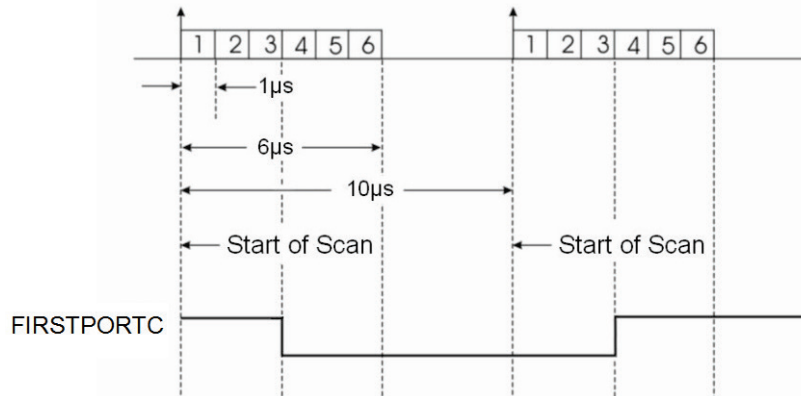 1 2 3 4 5 6 1 2 3 4 5 6
1µs
6µs
10µs
Start of Scan Start of Scan
FIRSTPORTC